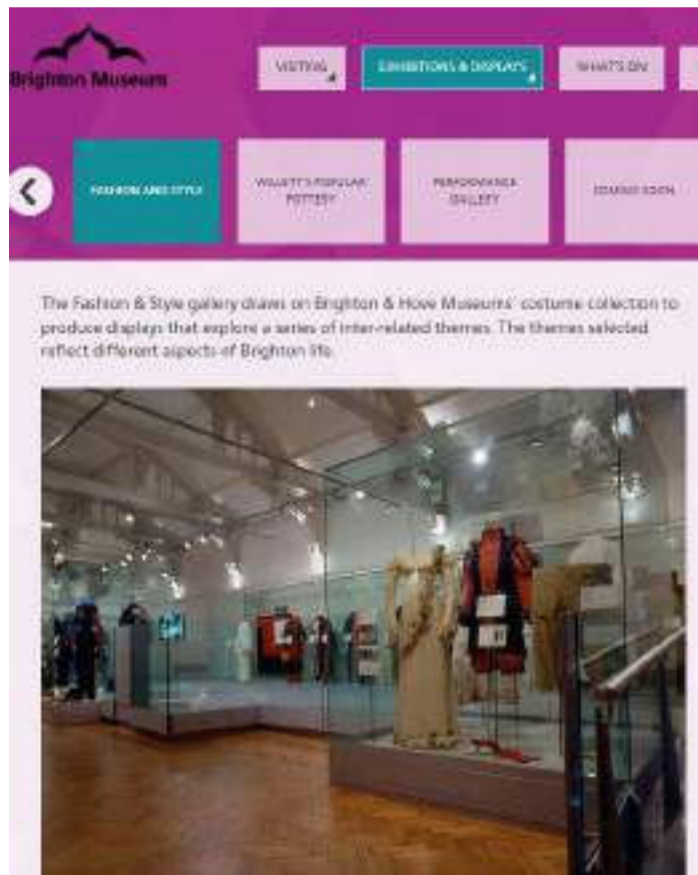 Brighton Museum
VISITING
EXHIBITIONS & DISPLAYS
WHAT'S ON
FASHION AND STYLE
WILLETT'S POPULAR
POTTERY
PERFORMANCE
GALLERY
COMING SOON
The Fashion & Style gallery draws on Brighton & Hove Museums' costume collection to
produce displays that explore a series of inter-related themes. The themes selected
reflect different aspects of Brighton life.